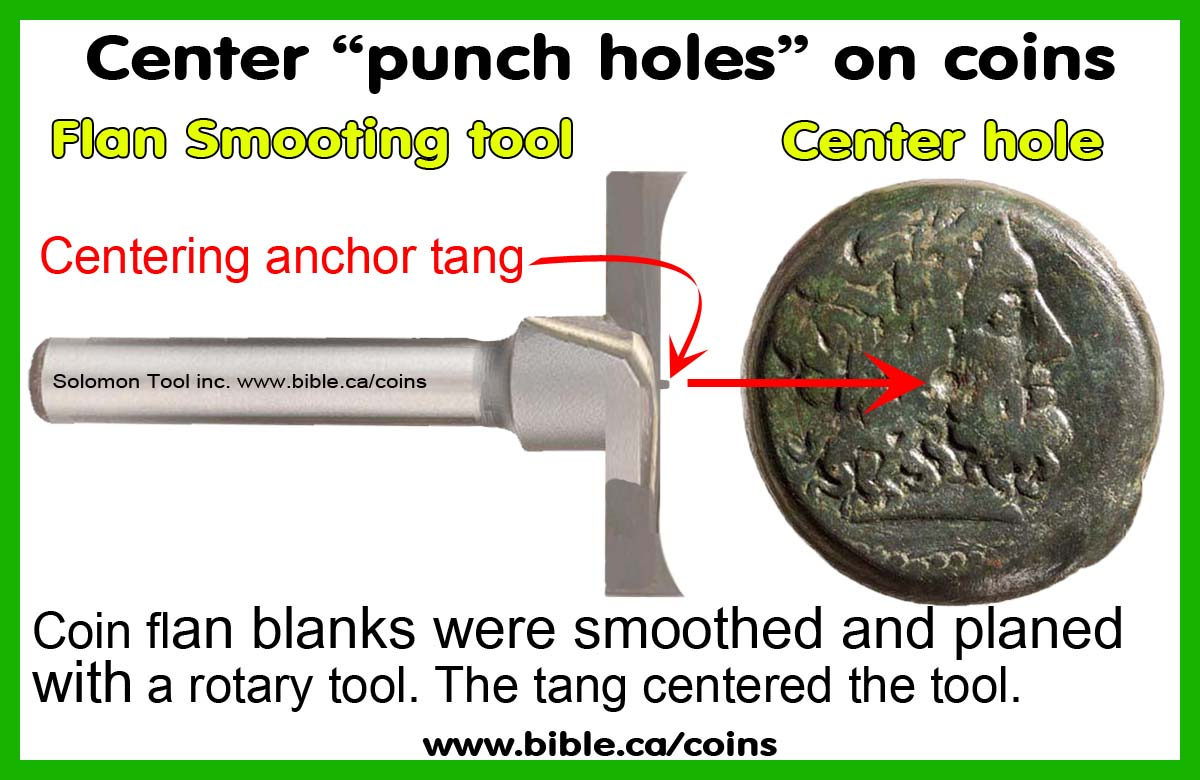 Center “punch holes” on coins
Flan Smooting tool
Center hole
Centering anchor tang
Solomon Tool inc. www.bible.ca/coins
Coin flan blanks were smoothed and planed
with a rotary tool. The tang centered the tool.
www.bible.ca/coins